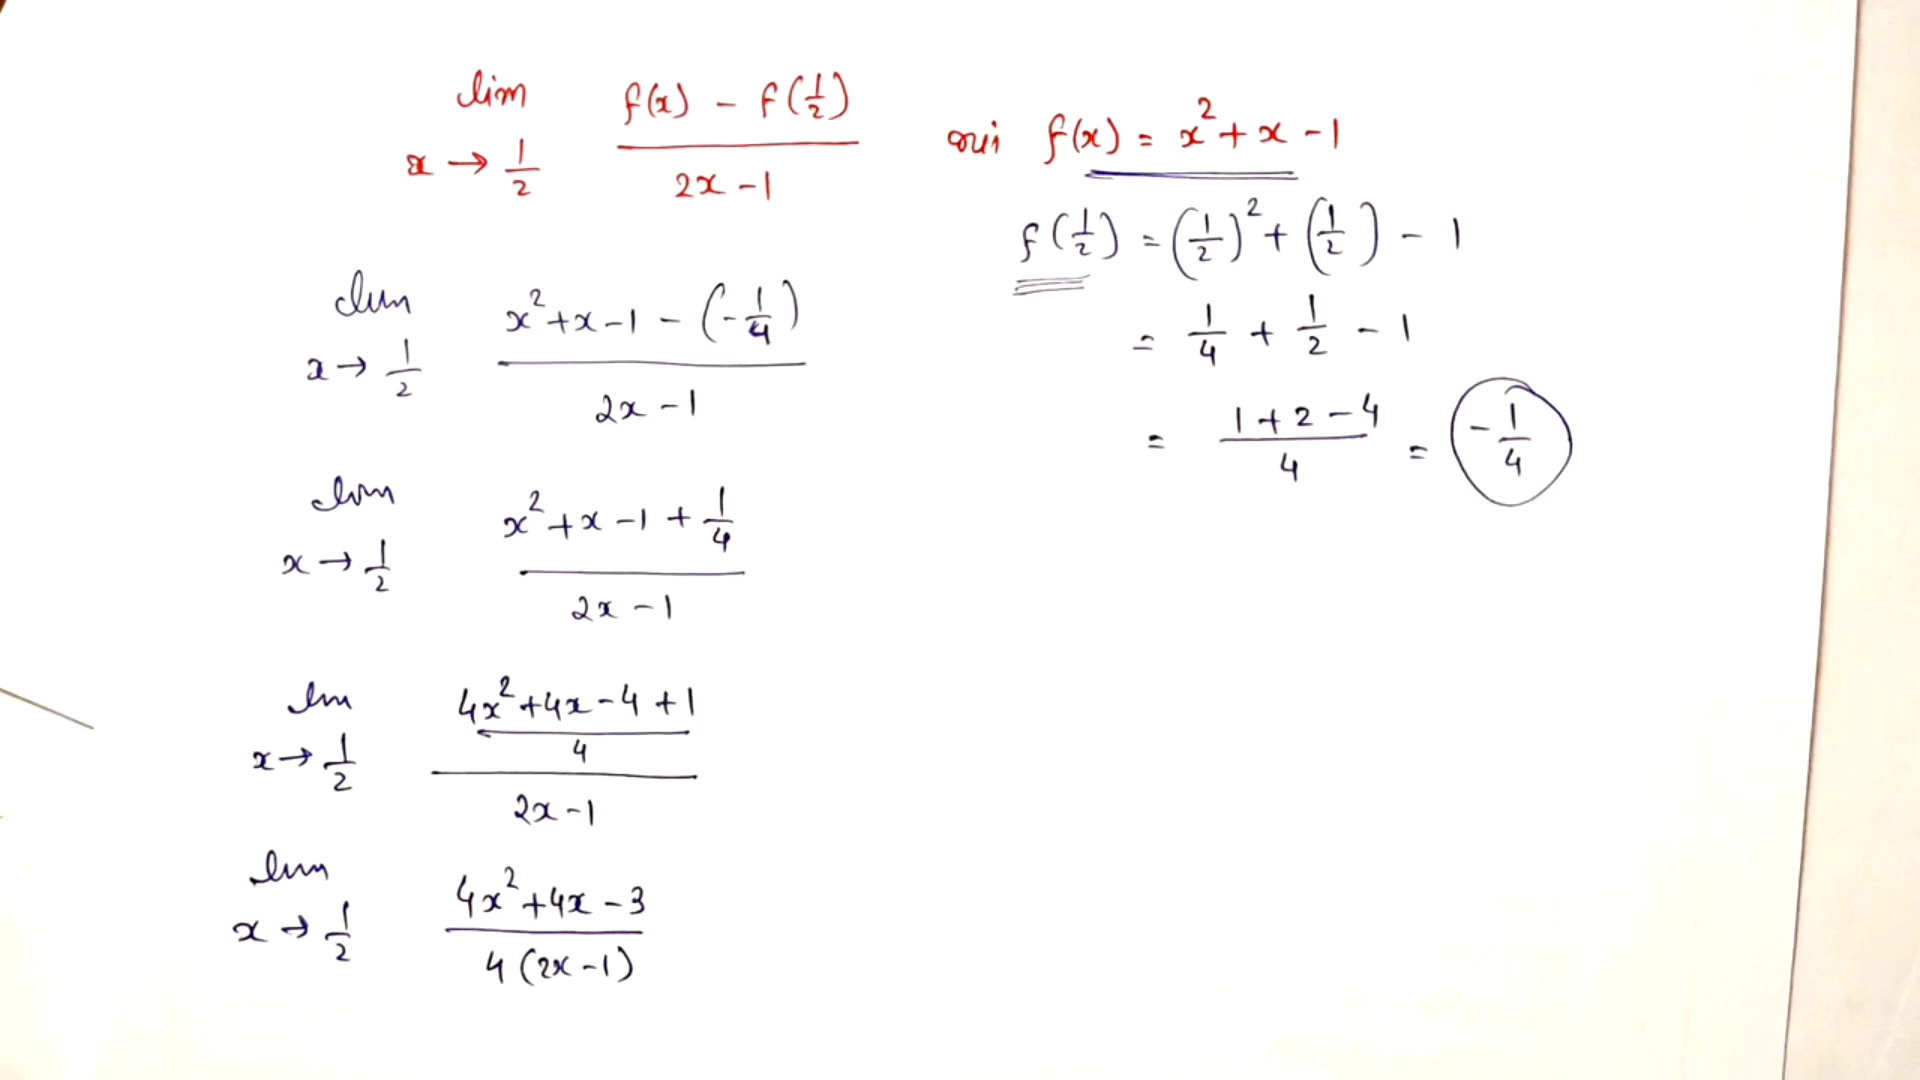 lim x → 1/2 (f(x) - f(1/2)) / (2x - 1) f(x) = x² + x - 1
f(1/2) = (1/2)² + (1/2) - 1
lim x → 1/2 (x² + x - 1 - (-1/4)) / (2x - 1)
= 1/4 + 1/2 - 1
= (1 + 2 - 4) / 4 = -1/4
lim x → 1/2 (x² + x - 1 + 1/4) / (2x - 1)
lim x → 1/2 ((4x² + 4x - 4 + 1) / 4) / (2x - 1)
lim x → 1/2 (4x² + 4x - 3) / (4(2x - 1))